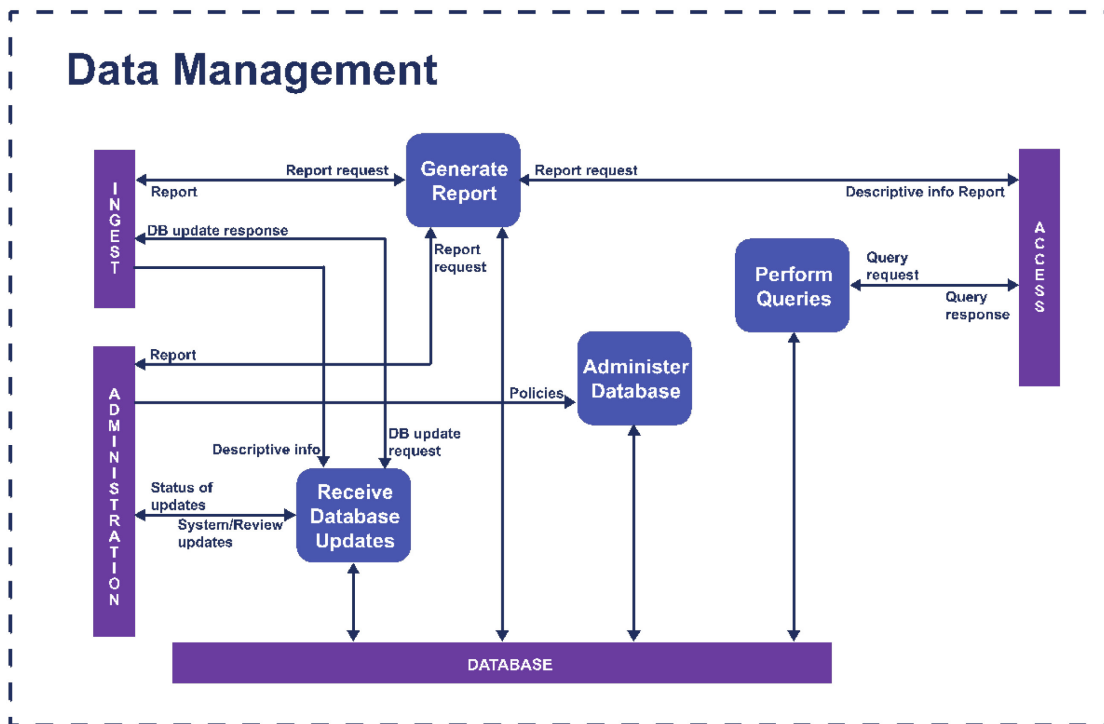 Data Management
Generate
Report
Report request
Report
Report request
Descriptive info Report
INGEST
ACCESS
DB update response
Report
request
Perform
Queries
Query
request
Query
response
Report
Administer
Database
ADMINISTRATION
Policies
DB update
request
Descriptive info
Receive
Database
Updates
Status of
updates
System/Review
updates
DATABASE